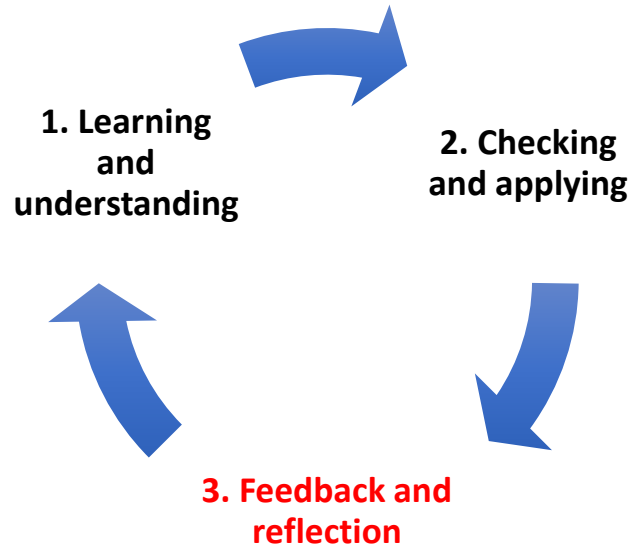 1. Learning
and
understanding
2. Checking
and applying
3. Feedback and
reflection